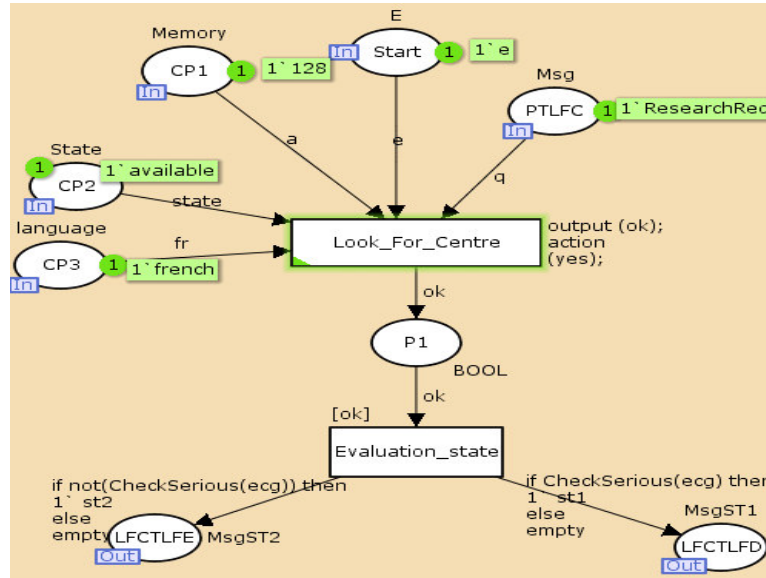 E
Memory
Start
In
1
1`e
CP1
In
1
1`128
Msg
PTLFC
In
1
1`ResearchRec
a
e
q
State
1
1`available
CP2
In
state
language
CP3
In
1
1`french
fr
Look_For_Centre
output (ok);
action
(yes);
ok
P1
BOOL
ok
[ok]
Evaluation_state
if not(CheckSerious(ecg)) then
1` st2
else
empty
LFCTLFE
MsgST2
Out
if CheckSerious(ecg) then
1` st1
else
empty
MsgST1
LFCTLFD
Out